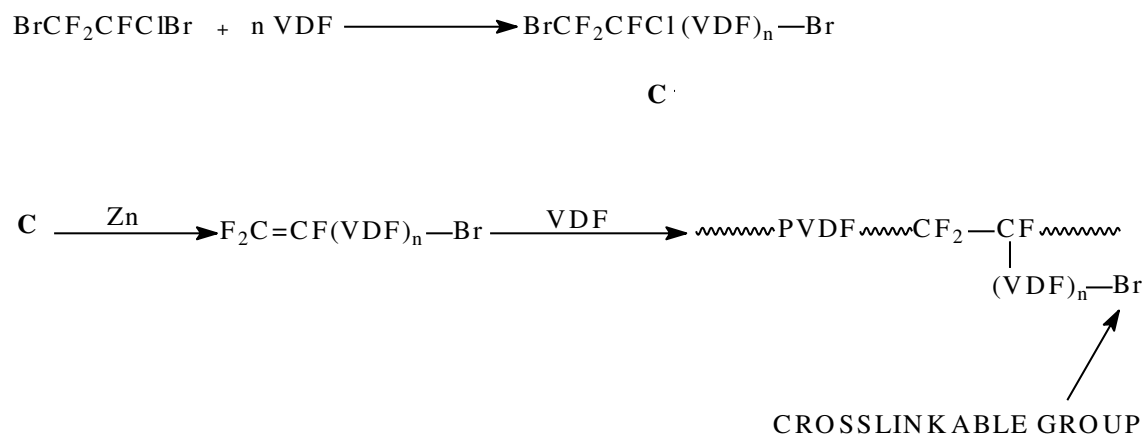 BrCF₂CFClBr + n VDF BrCF₂CFCl(VDF)ₙ—Br
C
C Zn F₂C=CF(VDF)ₙ—Br VDF PVDF CF₂—CF
(VDF)ₙ—Br
CROSSLINKABLE GROUP